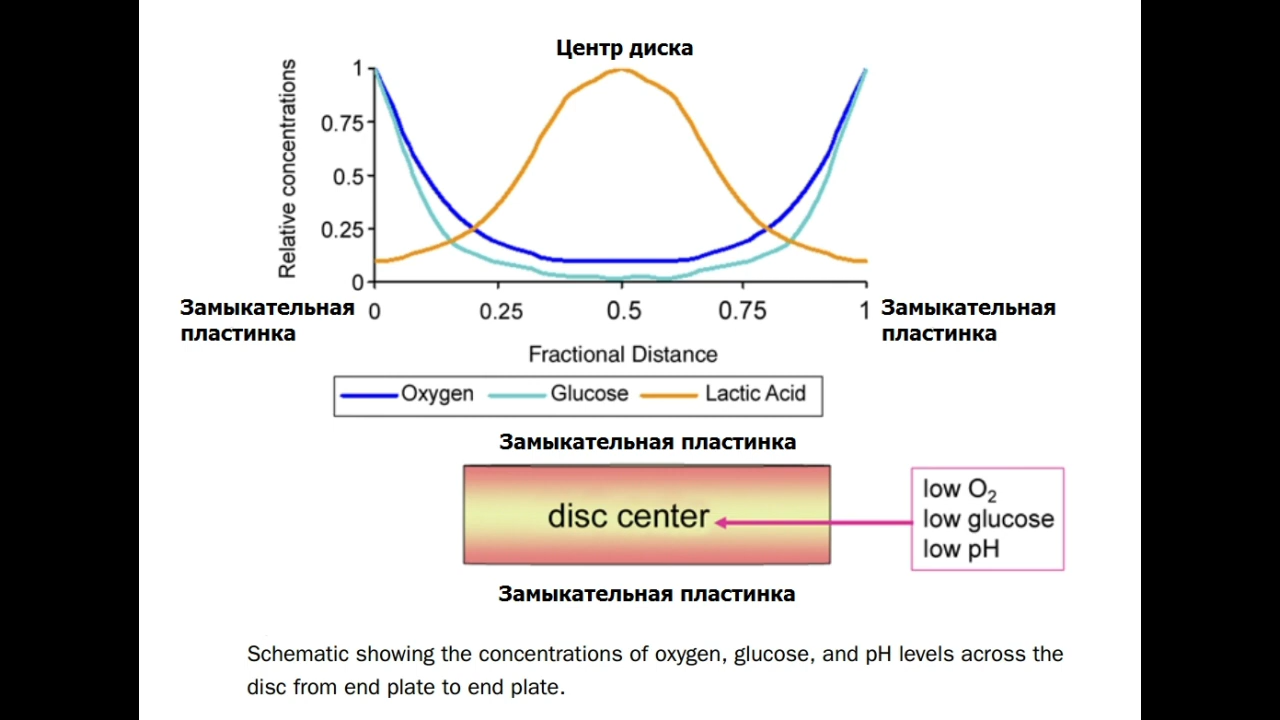 Центр диска
Relative concentrations
1
0.75
0.5
0.25
0
Замыкательная
пластинка
0
0.25
0.5
0.75
1
Замыкательная
пластинка
Fractional Distance
Oxygen
Glucose
Lactic Acid
Замыкательная пластинка
disc center
low O₂
low glucose
low pH
Замыкательная пластинка
Schematic showing the concentrations of oxygen, glucose, and pH levels across the
disc from end plate to end plate.